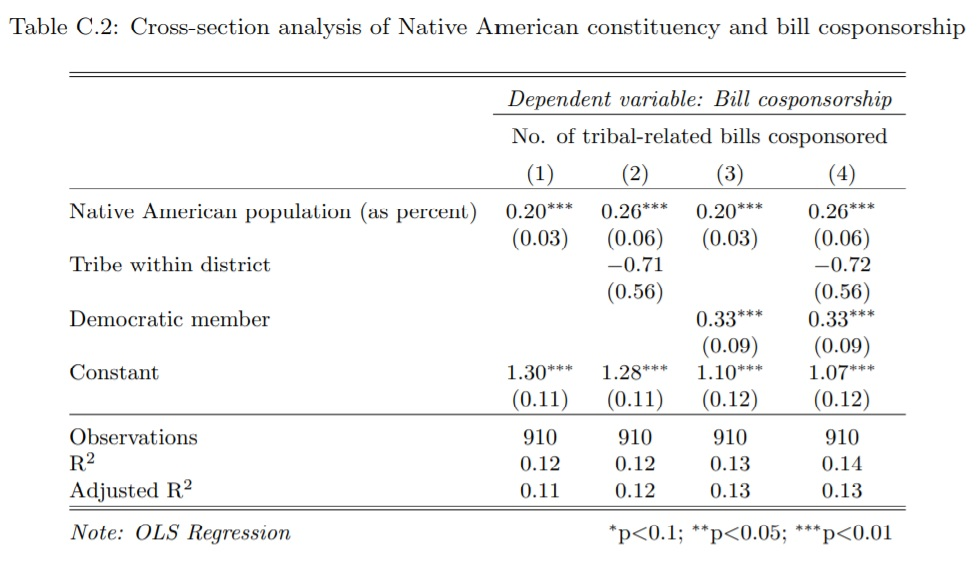 Table C.2: Cross-section analysis of Native American constituency and bill cosponsorship
Dependent variable: Bill cosponsorship
No. of tribal-related bills cosponsored
(1) (2) (3) (4)
Native American population (as percent) 0.20*** 0.26*** 0.20*** 0.26***
(0.03) (0.06) (0.03) (0.06)
Tribe within district −0.71 −0.72
(0.56) (0.56)
Democratic member 0.33*** 0.33***
(0.09) (0.09)
Constant 1.30*** 1.28*** 1.10*** 1.07***
(0.11) (0.11) (0.12) (0.12)
Observations 910 910 910 910
R² 0.12 0.12 0.13 0.14
Adjusted R² 0.11 0.12 0.13 0.13
Note: OLS Regression *p<0.1; **p<0.05; ***p<0.01